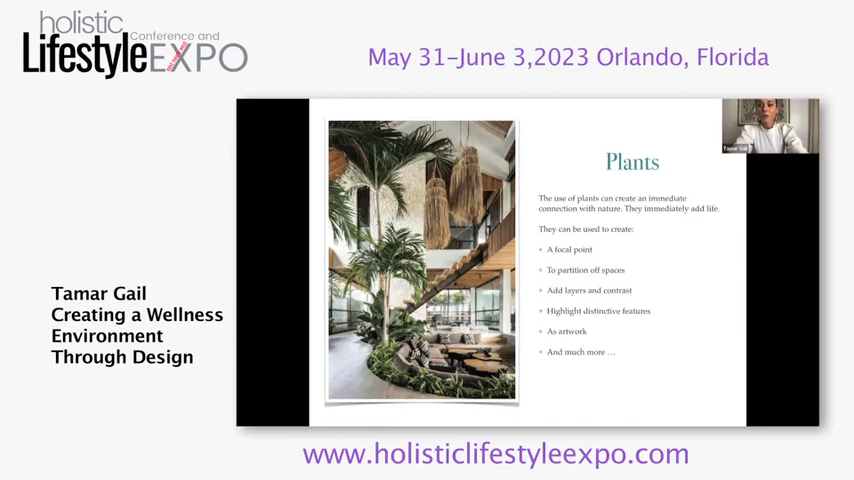 holistic
Conference and
LifestyleEXPO
May 31-June 3,2023 Orlando, Florida
Tamar Gail
Plants
The use of plants can create an immediate
connection with nature. They immediately add life.
They can be used to create:
A focal point
To partition off spaces
Add layers and contrast
Highlight distinctive features
As artwork
And much more …
Tamar Gail
Creating a Wellness
Environment
Through Design
www.holisticlifestyleexpo.com